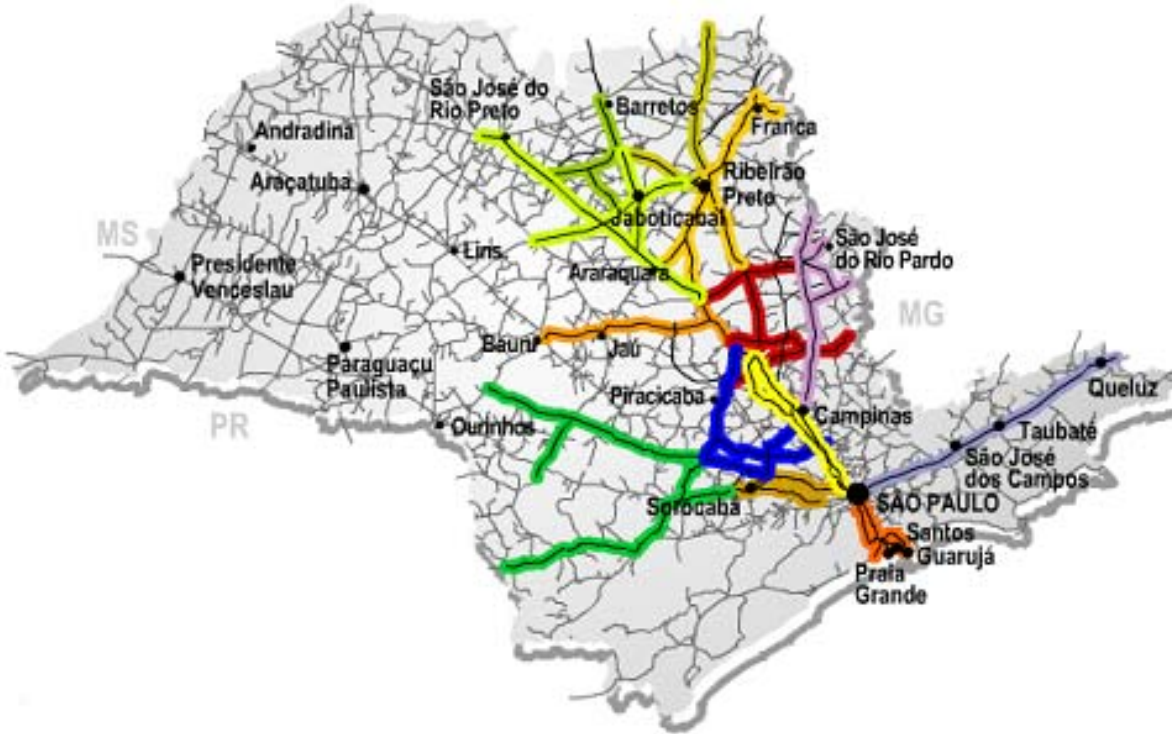 São José do
Rio Preto
Barretos
Franca
Andradina
Araçatuba
Ribeirão
Preto
Jaboticabal
MS
Lins
São José
do Rio Pardo
Presidente
Venceslau
Araraquara
MG
Bauru
Jaú
Paraguaçu
Paulista
Queluz
Piracicaba
Campinas
PR
Ourinhos
Taubaté
São José
dos Campos
Sorocaba
SÃO PAULO
Santos
Guarujá
Praia
Grande